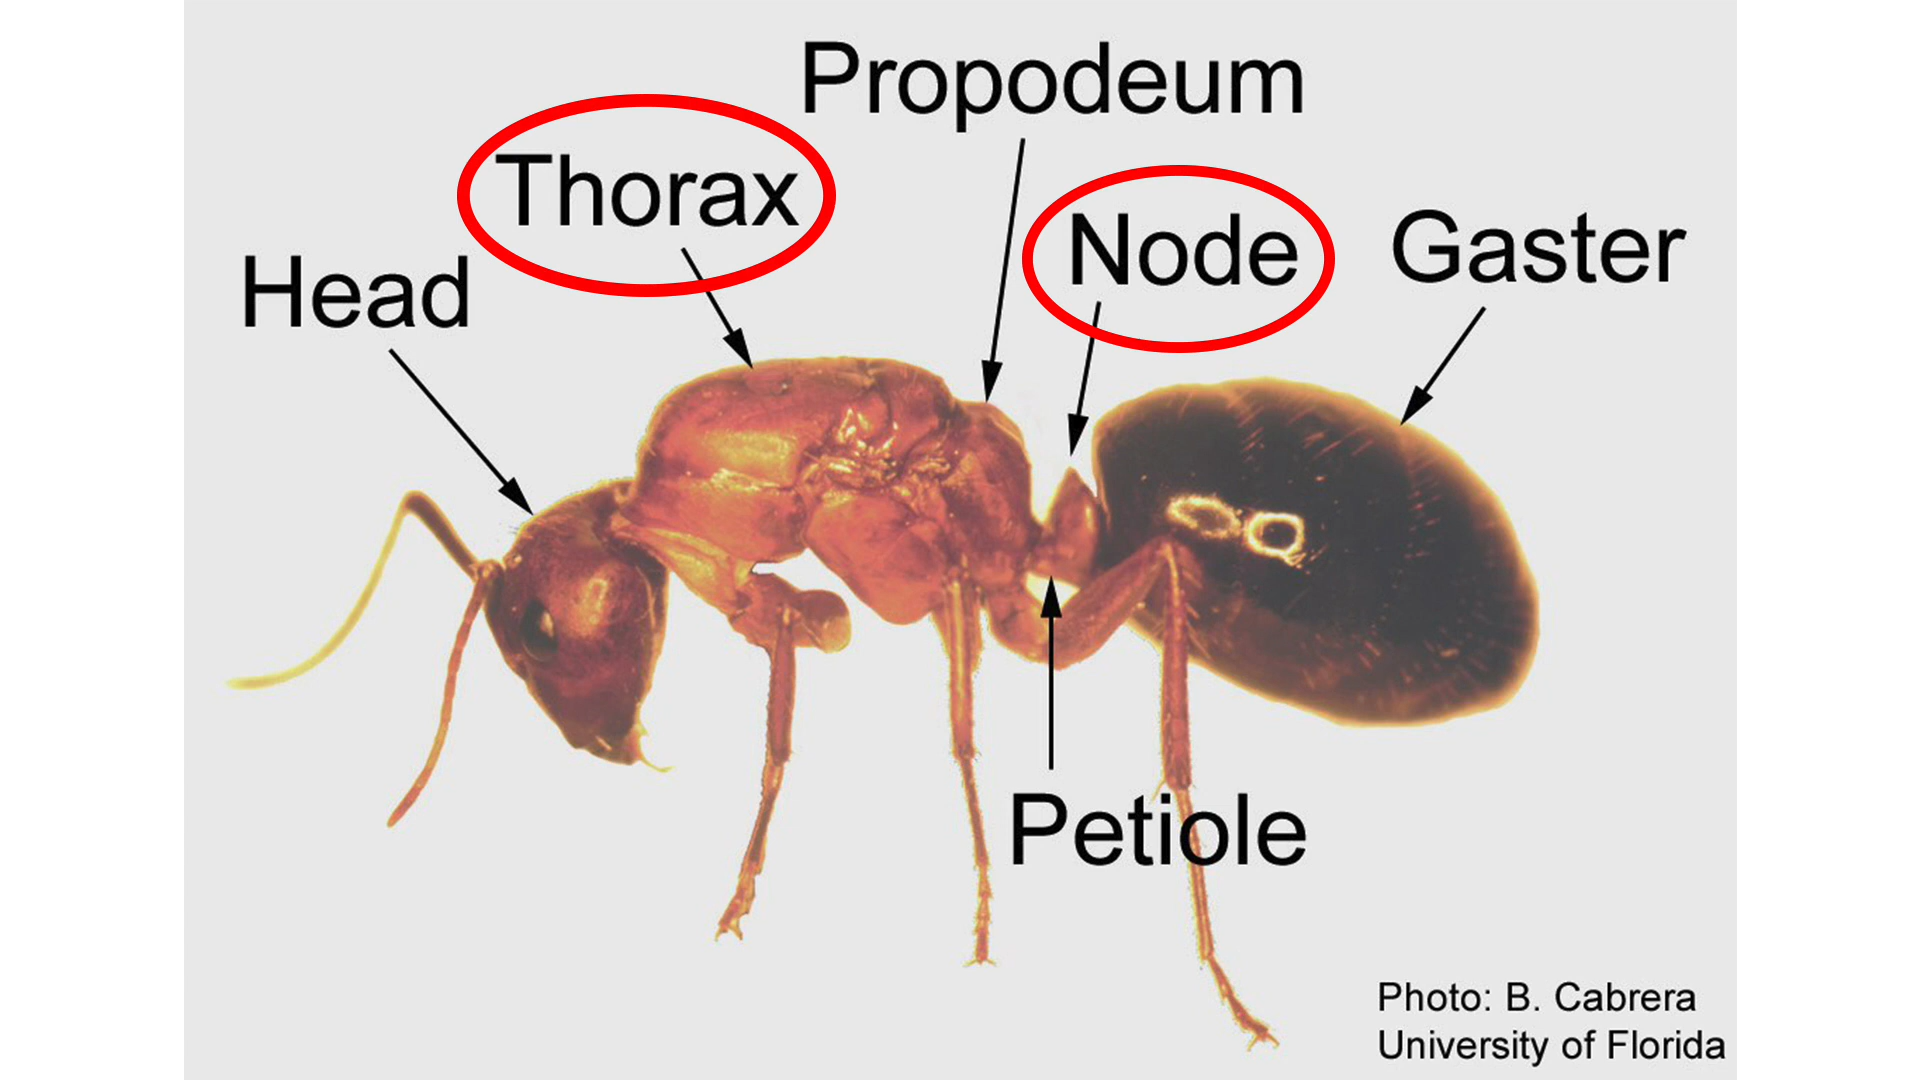 Propodeum
Thorax
Node
Gaster
Head
Petiole
Photo: B. Cabrera
University of Florida